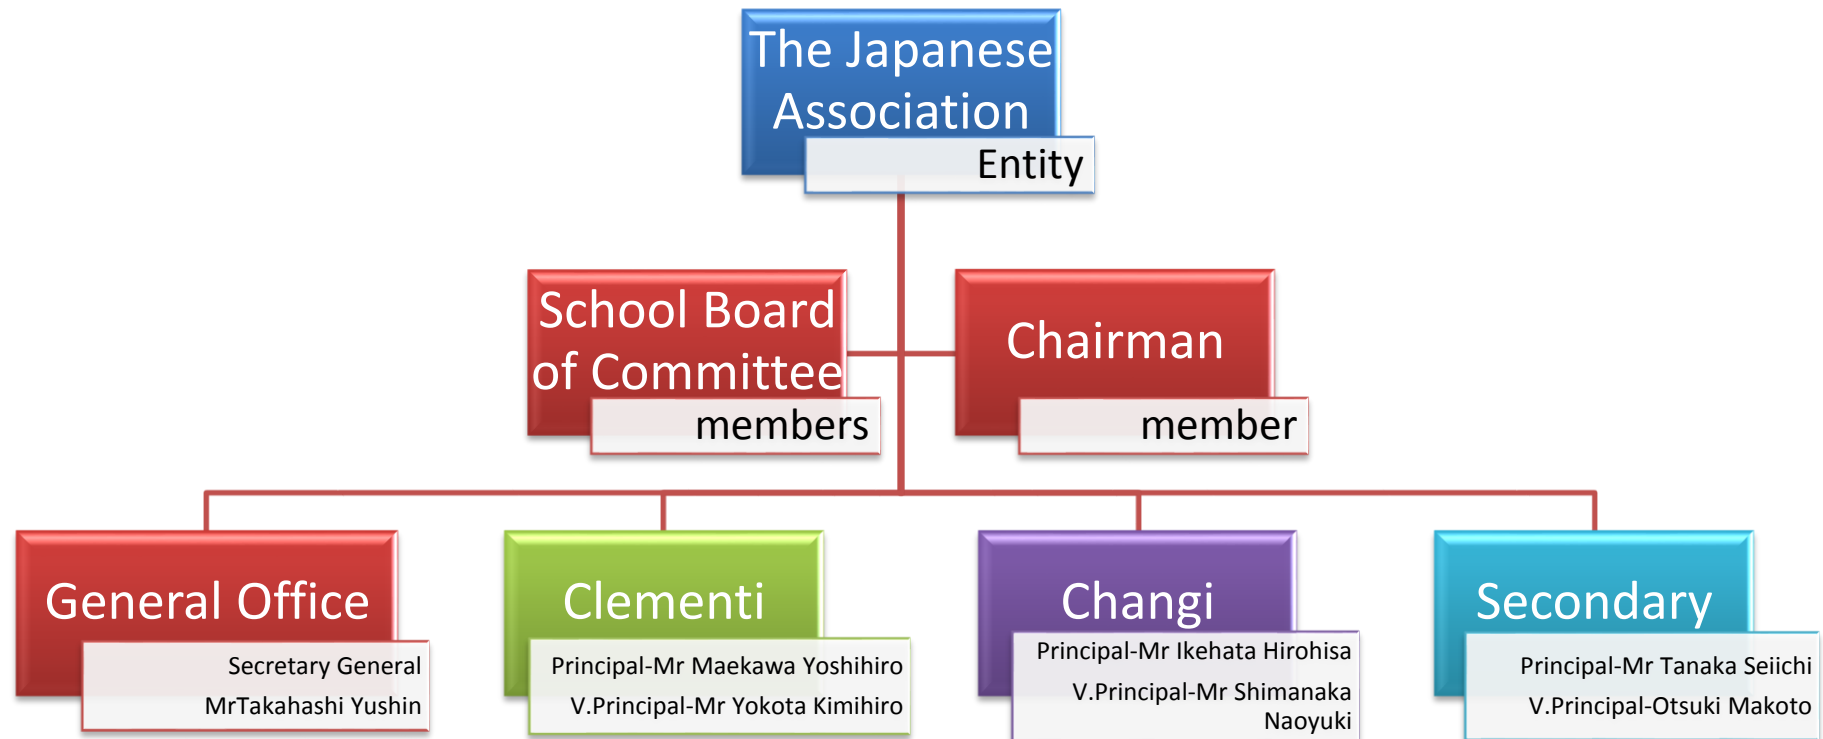 The Japanese
Association
Entity
School Board
of Committee
members
Chairman
member
General Office
Secretary General
MrTakahashi Yushin
Clementi
Principal-Mr Maekawa Yoshihiro
V.Principal-Mr Yokota Kimihiro
Changi
Principal-Mr Ikehata Hirohisa
V.Principal-Mr Shimanaka
Naoyuki
Secondary
Principal-Mr Tanaka Seiichi
V.Principal-Otsuki Makoto